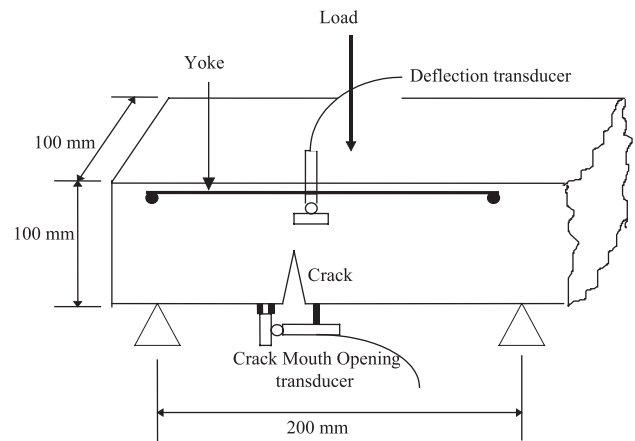 Load
Yoke
Deflection transducer
100 mm
100 mm
Crack
Crack Mouth Opening
transducer
200 mm